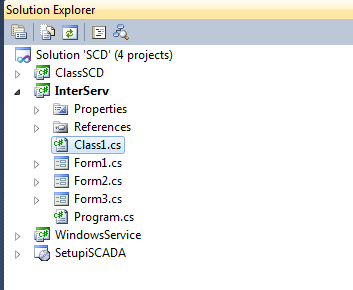 Solution Explorer
Solution 'SCD' (4 projects)
ClassSCD
InterServ
Properties
References
Class1.cs
Form1.cs
Form2.cs
Form3.cs
Program.cs
WindowsService
SetupiSCADA